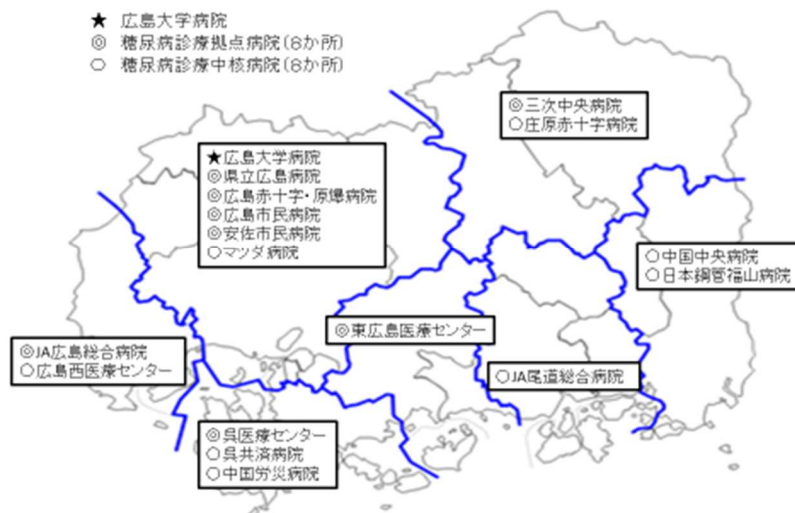 ★ 広島大学病院
◎ 糖尿病診療拠点病院(8か所)
○ 糖尿病診療中核病院(8か所)
◎三次中央病院
○庄原赤十字病院
★広島大学病院
◎県立広島病院
◎広島赤十字・原爆病院
◎広島市民病院
◎安佐市民病院
○マツダ病院
○中国中央病院
○日本鋼管福山病院
◎東広島医療センター
◎JA広島総合病院
○広島西医療センター
○JA尾道総合病院
◎呉医療センター
○呉共済病院
○中国労災病院